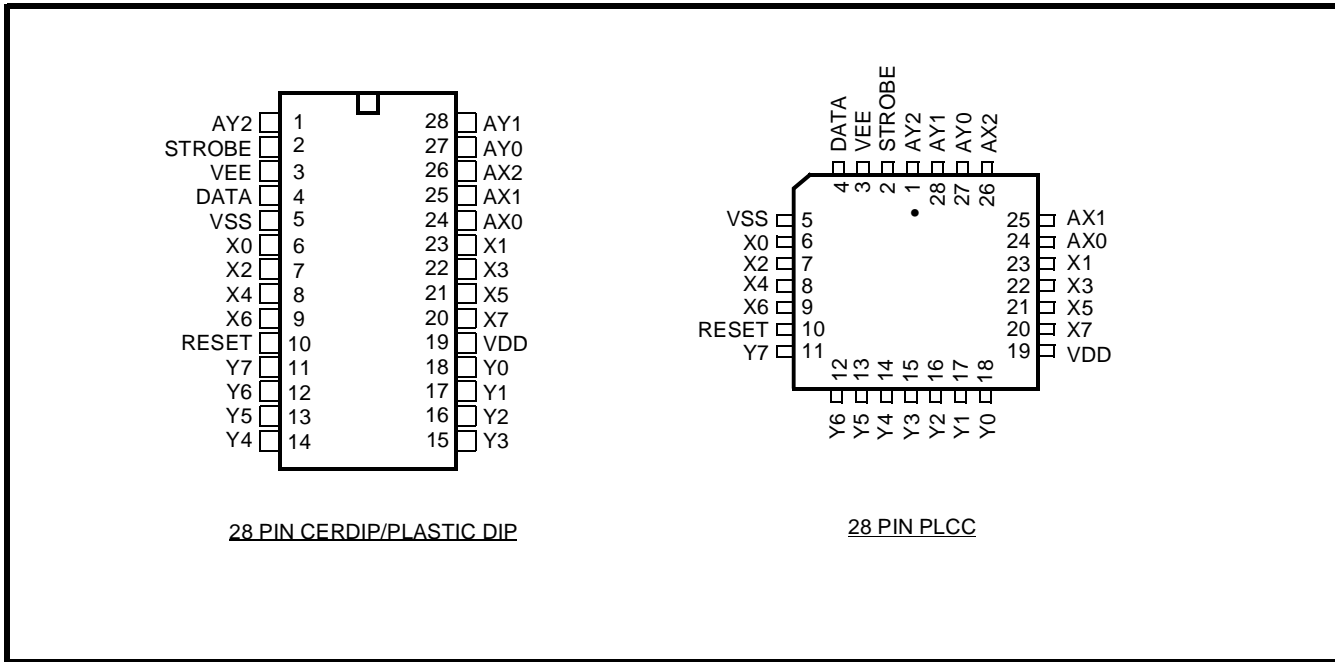 AY2 1 28 AY1
STROBE 2 27 AY0
VEE 3 26 AX2
DATA 4 25 AX1
VSS 5 24 AX0
X0 6 23 X1
X2 7 22 X3
X4 8 21 X5
X6 9 20 X7
RESET 10 19 VDD
Y7 11 18 Y0
Y6 12 17 Y1
Y5 13 16 Y2
Y4 14 15 Y3
28 PIN CERDIP/PLASTIC DIP
DATA VEE STROBE AY2 AY1 AY0 AX2
4 3 2 1 28 27 26
VSS 5 25 AX1
X0 6 24 AX0
X2 7 23 X1
X4 8 22 X3
X6 9 21 X5
RESET 10 20 X7
Y7 11 19 VDD
12 13 14 15 16 17 18
Y6 Y5 Y4 Y3 Y2 Y1 Y0
28 PIN PLCC